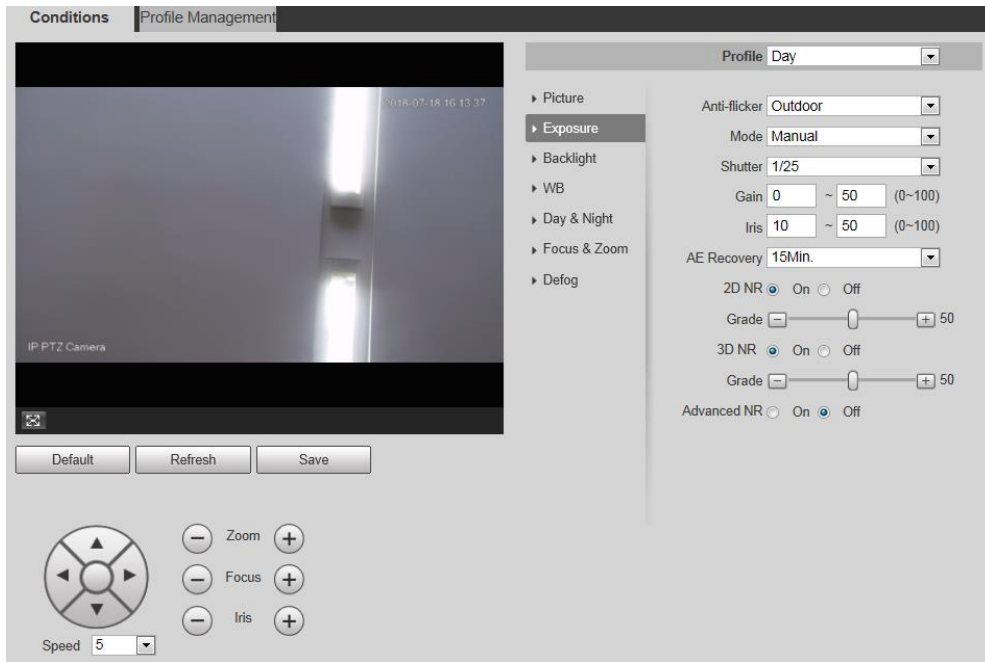 Conditions
Profile Management
2018-07-18 16:13:37
IP PTZ Camera
Default
Refresh
Save
Zoom
Focus
Iris
Speed 5
Profile Day
Picture
Exposure
Backlight
WB
Day & Night
Focus & Zoom
Defog
Anti-flicker Outdoor
Mode Manual
Shutter 1/25
Gain 0 ~ 50 (0~100)
Iris 10 ~ 50 (0~100)
AE Recovery 15Min.
2D NR On Off
Grade 50
3D NR On Off
Grade 50
Advanced NR On Off